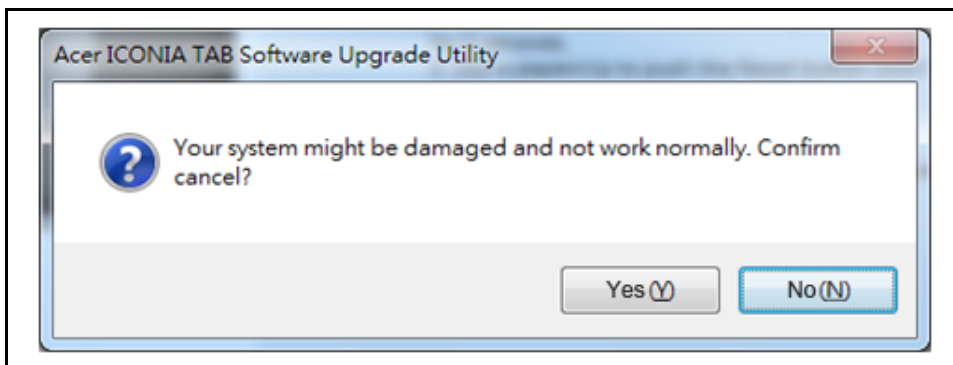 Acer ICONIA TAB Software Upgrade Utility
Your system might be damaged and not work normally. Confirm
cancel?
Yes(Y) No(N)